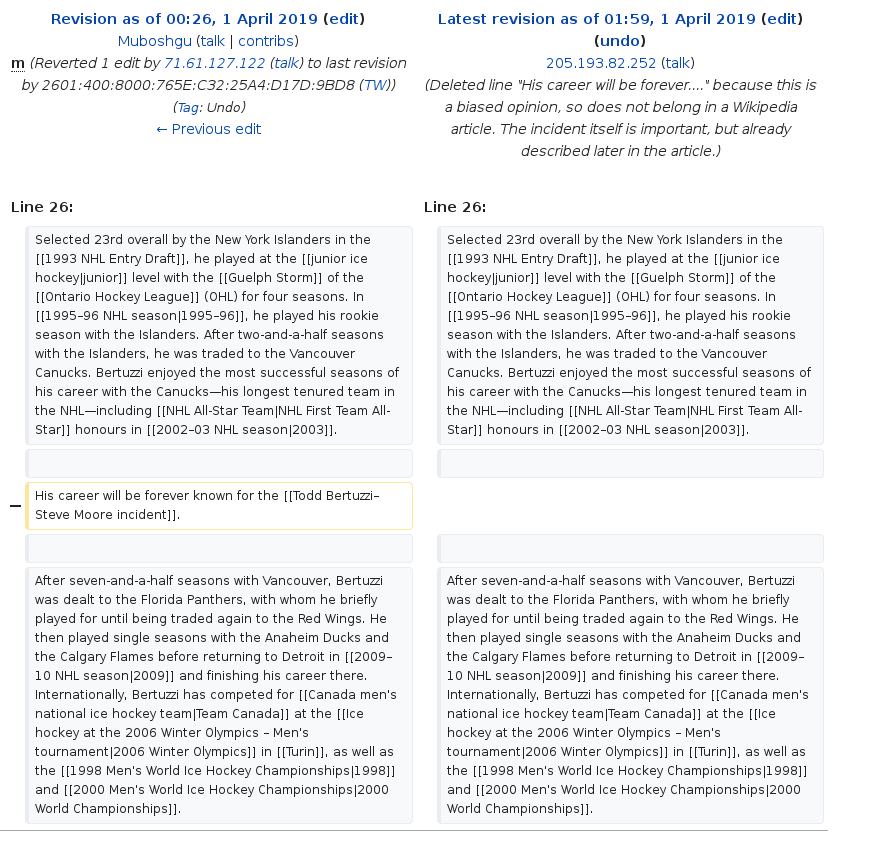 Revision as of 00:26, 1 April 2019 (edit)
Muboshgu (talk | contribs)
m (Reverted 1 edit by 71.61.127.122 (talk) to last revision
by 2601:400:8000:765E:C32:25A4:D17D:9BD8 (TW))
(Tag: Undo)
← Previous edit
Latest revision as of 01:59, 1 April 2019 (edit)
(undo)
205.193.82.252 (talk)
(Deleted line "His career will be forever...." because this is
a biased opinion, so does not belong in a Wikipedia
article. The incident itself is important, but already
described later in the article.)
Line 26:
Selected 23rd overall by the New York Islanders in the
[[1993 NHL Entry Draft]], he played at the [[junior ice
hockey|junior]] level with the [[Guelph Storm]] of the
[[Ontario Hockey League]] (OHL) for four seasons. In
[[1995–96 NHL season|1995–96]], he played his rookie
season with the Islanders. After two-and-a-half seasons
with the Islanders, he was traded to the Vancouver
Canucks. Bertuzzi enjoyed the most successful seasons of
his career with the Canucks—his longest tenured team in
the NHL—including [[NHL All-Star Team|NHL First Team All-
Star]] honours in [[2002–03 NHL season|2003]].
− His career will be forever known for the [[Todd Bertuzzi–
Steve Moore incident]].
After seven-and-a-half seasons with Vancouver, Bertuzzi
was dealt to the Florida Panthers, with whom he briefly
played for until being traded again to the Red Wings. He
then played single seasons with the Anaheim Ducks and
the Calgary Flames before returning to Detroit in [[2009–
10 NHL season|2009]] and finishing his career there.
Internationally, Bertuzzi has competed for [[Canada men's
national ice hockey team|Team Canada]] at the [[Ice
hockey at the 2006 Winter Olympics – Men's
tournament|2006 Winter Olympics]] in [[Turin]], as well as
the [[1998 Men's World Ice Hockey Championships|1998]]
and [[2000 Men's World Ice Hockey Championships|2000
World Championships]].
Line 26:
Selected 23rd overall by the New York Islanders in the
[[1993 NHL Entry Draft]], he played at the [[junior ice
hockey|junior]] level with the [[Guelph Storm]] of the
[[Ontario Hockey League]] (OHL) for four seasons. In
[[1995–96 NHL season|1995–96]], he played his rookie
season with the Islanders. After two-and-a-half seasons
with the Islanders, he was traded to the Vancouver
Canucks. Bertuzzi enjoyed the most successful seasons of
his career with the Canucks—his longest tenured team in
the NHL—including [[NHL All-Star Team|NHL First Team All-
Star]] honours in [[2002–03 NHL season|2003]].
After seven-and-a-half seasons with Vancouver, Bertuzzi
was dealt to the Florida Panthers, with whom he briefly
played for until being traded again to the Red Wings. He
then played single seasons with the Anaheim Ducks and
the Calgary Flames before returning to Detroit in [[2009–
10 NHL season|2009]] and finishing his career there.
Internationally, Bertuzzi has competed for [[Canada men's
national ice hockey team|Team Canada]] at the [[Ice
hockey at the 2006 Winter Olympics – Men's
tournament|2006 Winter Olympics]] in [[Turin]], as well as
the [[1998 Men's World Ice Hockey Championships|1998]]
and [[2000 Men's World Ice Hockey Championships|2000
World Championships]].